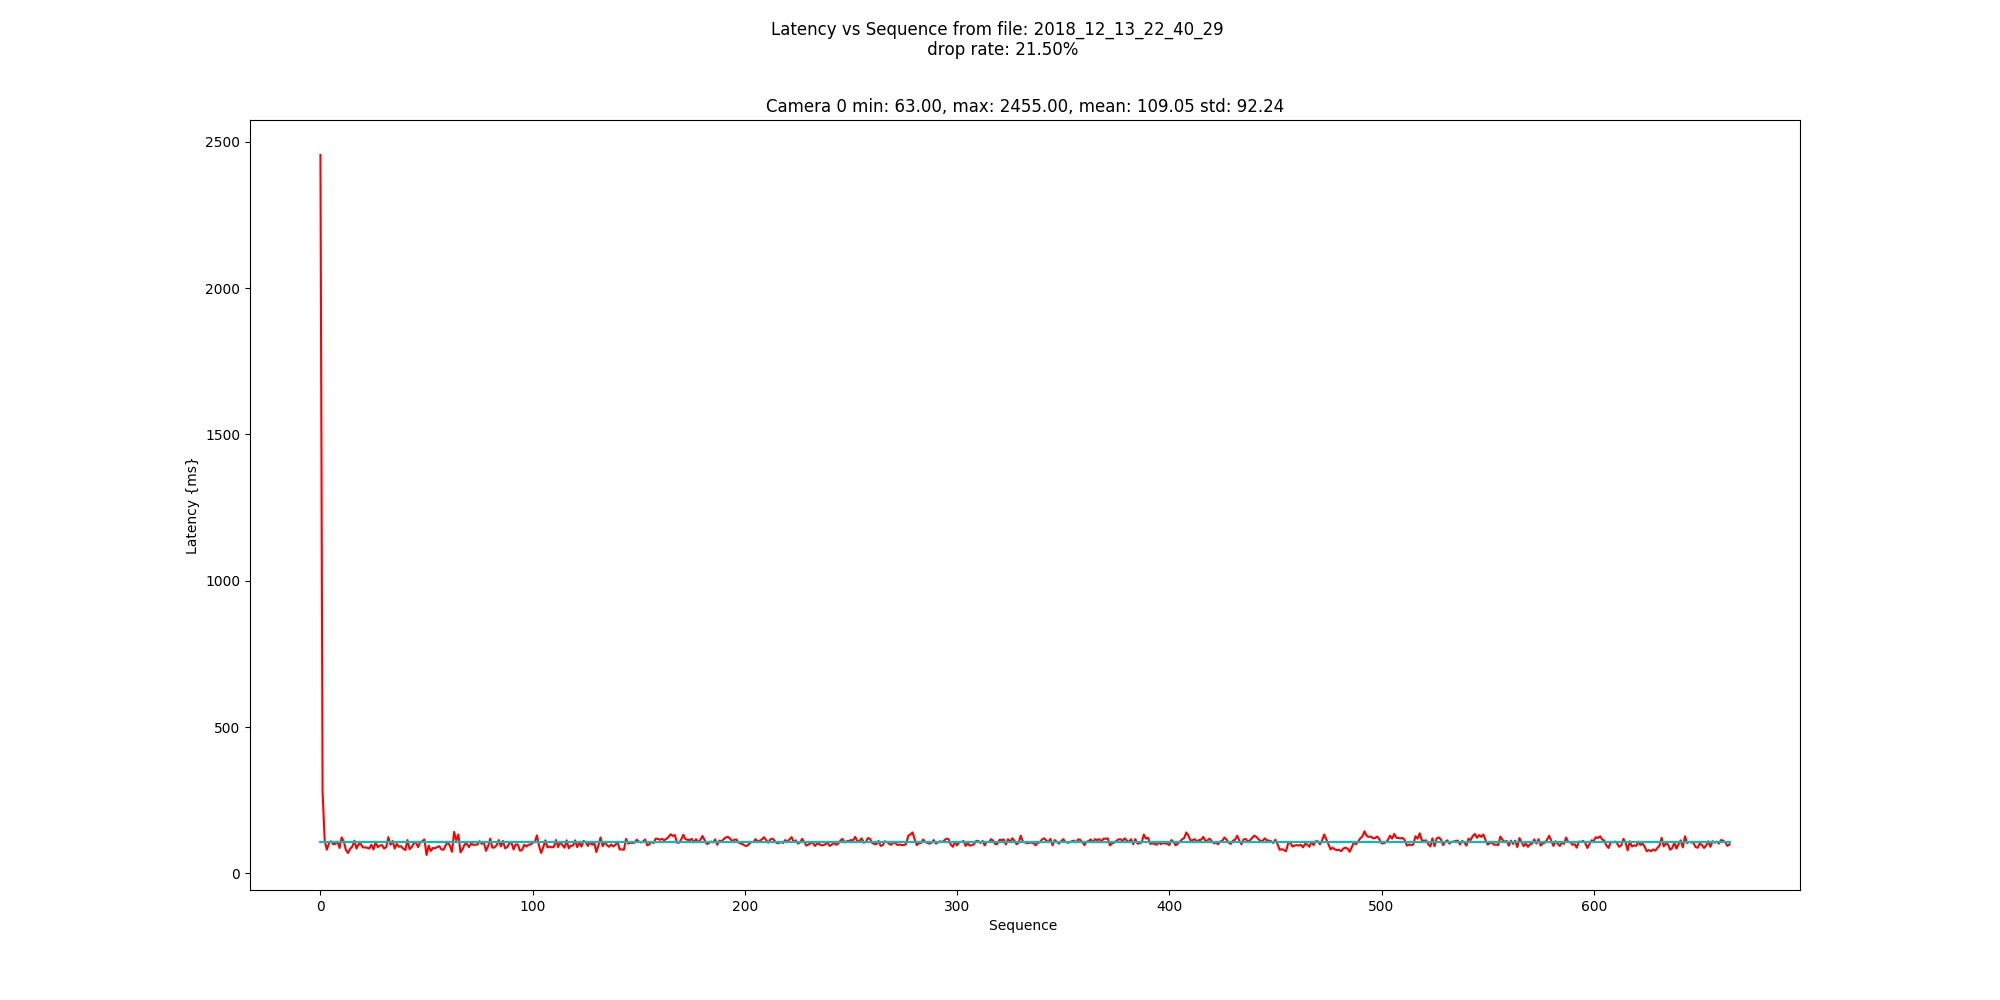 Latency vs Sequence from file: 2018_12_13_22_40_29
drop rate: 21.50%
Camera 0 min: 63.00, max: 2455.00, mean: 109.05 std: 92.24
2500
2000
1500
1000
500
0
Latency {ms}
0 100 200 300 400 500 600
Sequence